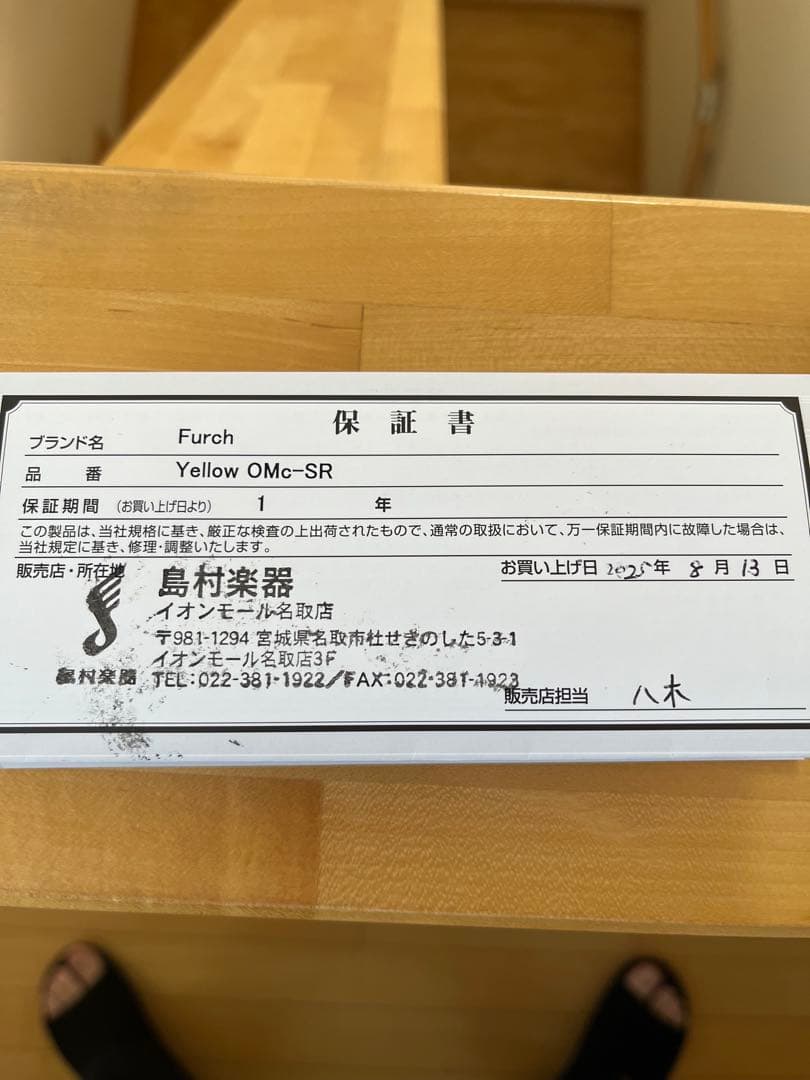 保証書
ブランド名 Furch
品番 Yellow OMc-SR
保証期間 (お買い上げ日より) 1 年
この製品は、当社規格に基き、厳正な検査の上出荷されたもので、通常の取扱において、万一保証期間内に故障した場合は、
当社規定に基き、修理・調整いたします。
販売店・所在地
お買い上げ日 2025年 8月 13日
島村楽器
イオンモール名取店
〒981-1294 宮城県名取市杜せきのした5-3-1
イオンモール名取店3F
島村楽器 TEL:022-381-1922/FAX:022-381-1923
販売店担当 八木